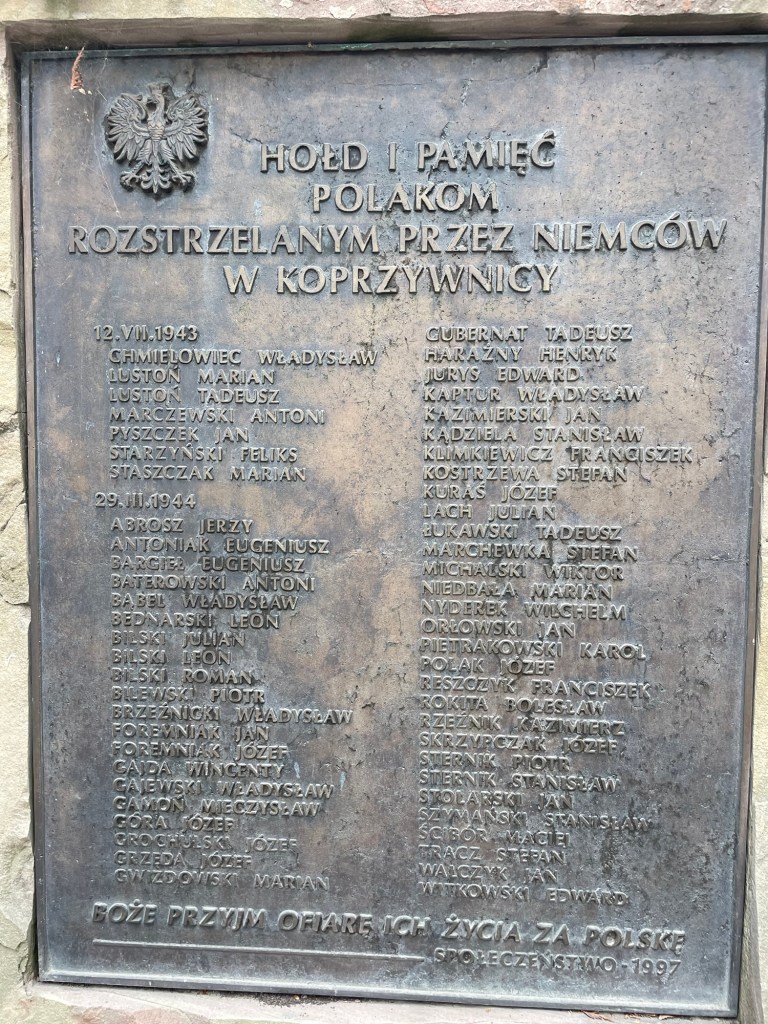 HOŁD I PAMIĘĆ
POLAKOM
ROZSTRZELANYM PRZEZ NIEMCÓW
W KOPRZYWNICY
12.VII.1943
CHMIELOWIEC WŁADYSŁAW
LUSTOŃ MARIAN
LUSTOŃ TADEUSZ
MARCZEWSKI ANTONI
PYSZCZEK JAN
STARZYŃSKI FELIKS
STASZCZAK MARIAN
29.III.1944
ABROSZ JERZY
ANTONIAK EUGENIUSZ
BARGIEŁ EUGENIUSZ
BATEROWSKI ANTONI
BĄBEL WŁADYSŁAW
BEDNARSKI LEON
BILSKI JULIAN
BILSKI LEON
BILSKI ROMAN
BILEWSKI PIOTR
BRZEŹNICKI WŁADYSŁAW
FOREMNIAK JAN
FOREMNIAK JÓZEF
GAJDA WINCENTY
GAJEWSKI WŁADYSŁAW
GAMOŃ MIECZYSŁAW
GÓRA JÓZEF
GROCHULSKI JÓZEF
GRZĘDA JÓZEF
GWIZDOWSKI MARIAN
GUBERNAT TADEUSZ
HARAŹNY HENRYK
JURYS EDWARD
KAPTUR WŁADYSŁAW
KAZIMIERSKI JAN
KĄDZIELA STANISŁAW
KLIMKIEWICZ FRANCISZEK
KOSTRZEWA STEFAN
KURAŚ JÓZEF
LACH JULIAN
ŁUKAWSKI TADEUSZ
MARCHEWKA STEFAN
MICHALSKI WIKTOR
NIEDBAŁA MARIAN
NYDEREK WILCHELM
ORŁOWSKI JAN
PIETRAKOWSKI KAROL
POLAK JÓZEF
RESZCZYK FRANCISZEK
ROKITA BOLESŁAW
RZEŹNIK KAZIMIERZ
SKRZYPCZAK JÓZEF
STERNIK PIOTR
STERNIK STANISŁAW
STOLARSKI JAN
SZYMAŃSKI STANISŁAW
ŚCIBÓR MACIEJ
TRACZ STEFAN
WALCZYK JAN
WITKOWSKI EDWARD
BOŻE PRZYJM OFIARĘ ICH ŻYCIA ZA POLSKĘ
SPOŁECZEŃSTWO-1997